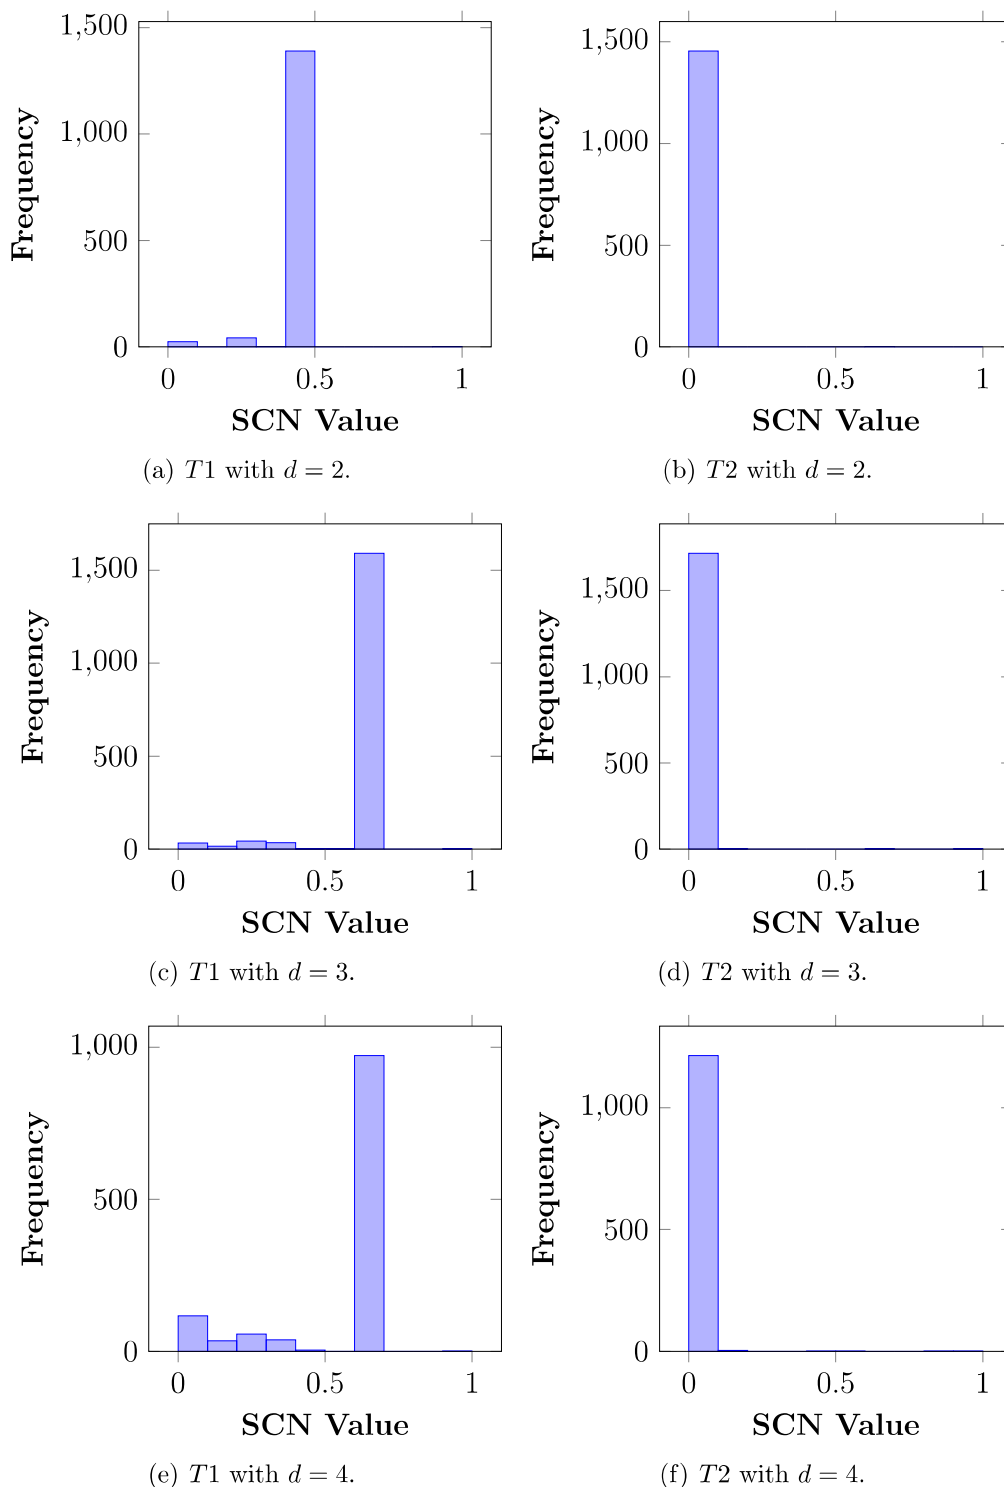 1,500
1,000
500
0
Frequency
0 0.5 1
SCN Value
(a) T1 with d = 2.
1,500
1,000
500
0
Frequency
0 0.5 1
SCN Value
(b) T2 with d = 2.
1,500
1,000
500
0
Frequency
0 0.5 1
SCN Value
(c) T1 with d = 3.
1,500
1,000
500
0
Frequency
0 0.5 1
SCN Value
(d) T2 with d = 3.
1,000
500
0
Frequency
0 0.5 1
SCN Value
(e) T1 with d = 4.
1,000
500
0
Frequency
0 0.5 1
SCN Value
(f) T2 with d = 4.